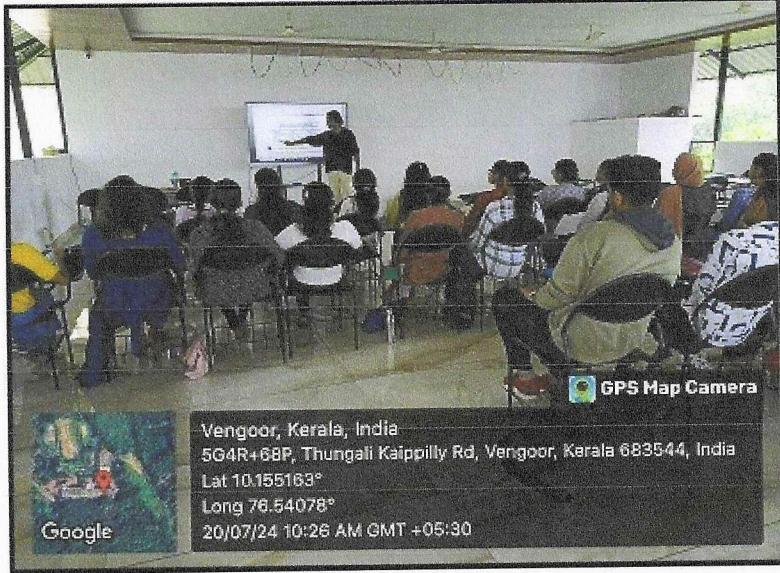 GPS Map Camera
Vengoor, Kerala, India
5G4R+68P, Thungali Kaippilly Rd, Vengoor, Kerala 683544, India
Lat 10.155163°
Long 76.54078°
20/07/24 10:26 AM GMT +05:30
Google